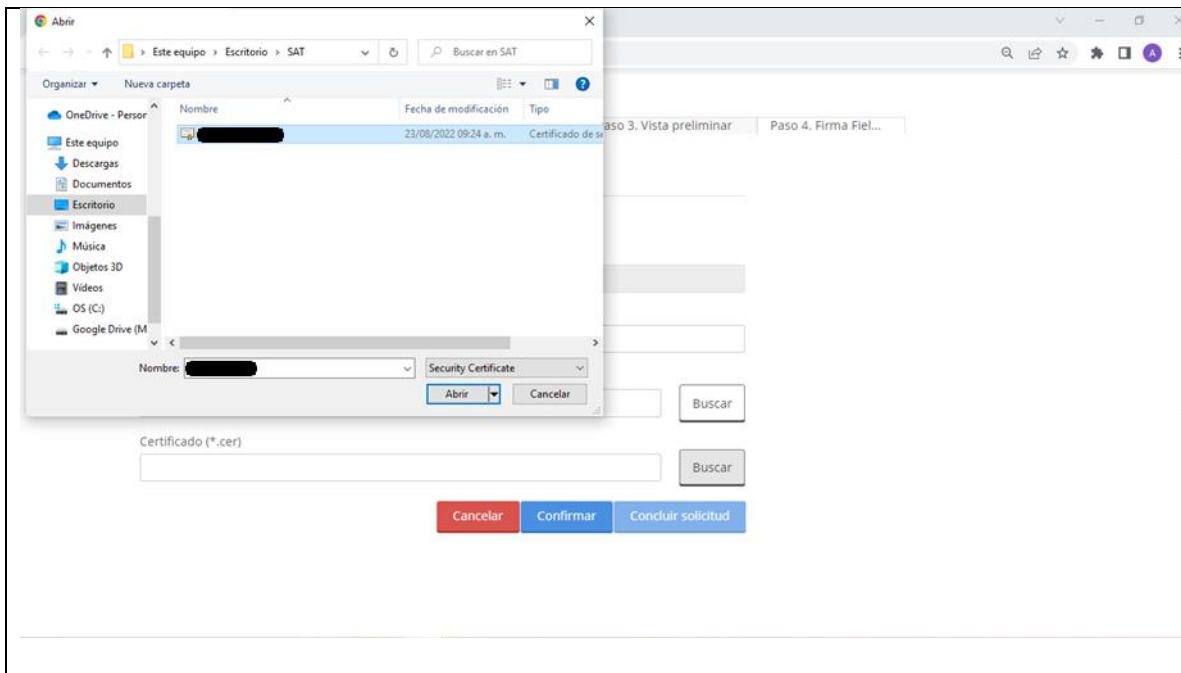 Abrir
Este equipo > Escritorio > SAT
Buscar en SAT
Organizar
Nueva carpeta
Nombre
Fecha de modificación
Tipo
23/08/2022 09:24 a. m.
Certificado de se
OneDrive - Person
Este equipo
Descargas
Documentos
Escritorio
Imágenes
Música
Objetos 3D
Vídeos
OS (C:)
Google Drive (M
Nombre:
Security Certificate
Abrir
Cancelar
A
aso 3. Vista preliminar
Paso 4. Firma Fiel...
Buscar
Certificado (*.cer)
Buscar
Cancelar
Confirmar
Concluir solicitud